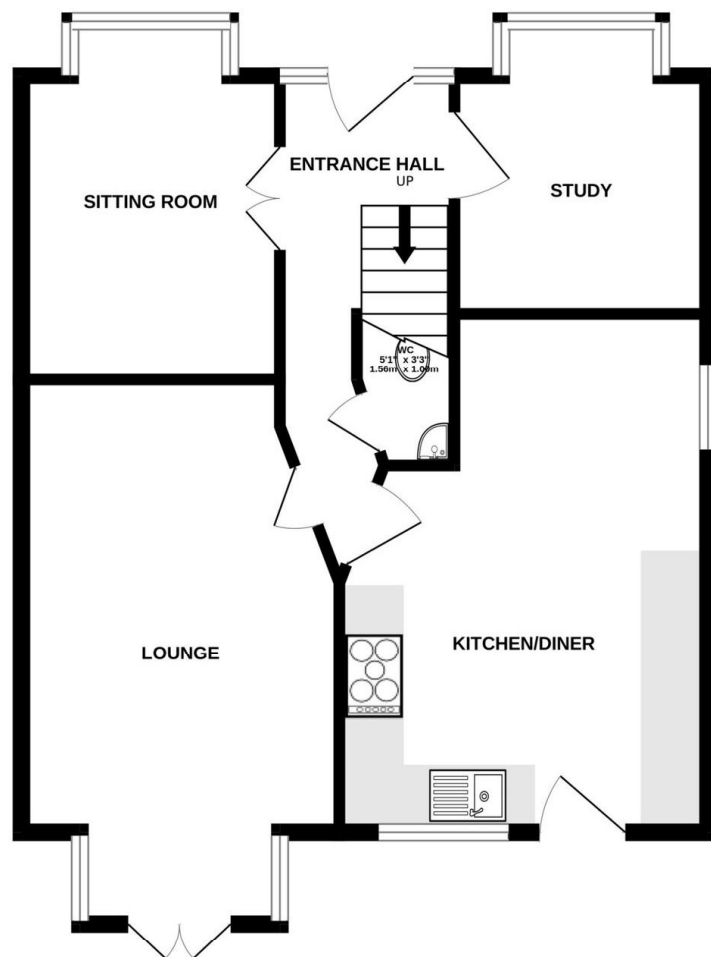 ENTRANCE HALL
UP
SITTING ROOM
STUDY
WC
5'1" x 3'3"
1.56m x 1.00m
KITCHEN/DINER
LOUNGE